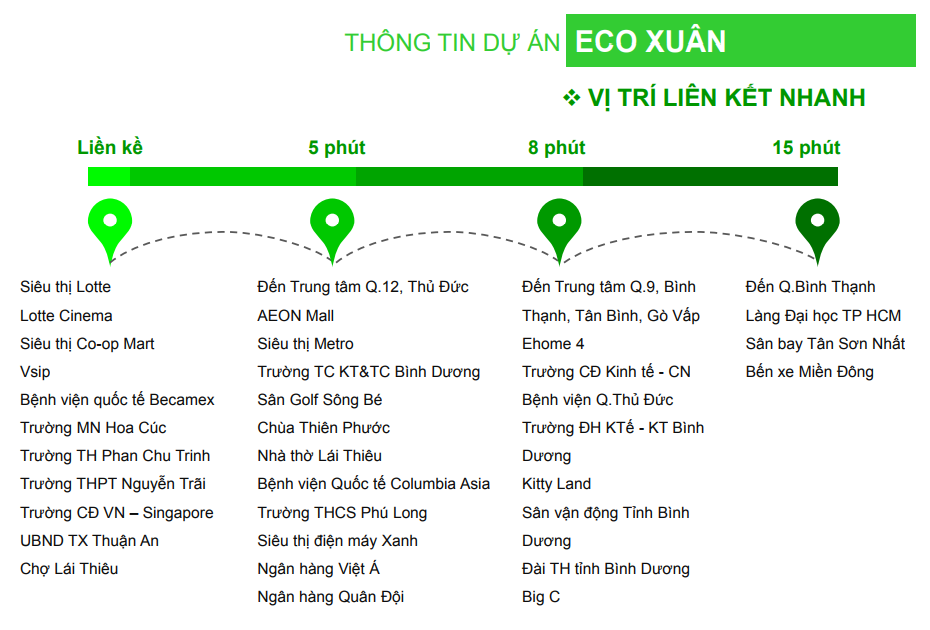 THÔNG TIN DỰ ÁN ECO XUÂN
❖ VỊ TRÍ LIÊN KẾT NHANH
Liền kề
5 phút
8 phút
15 phút
Siêu thị Lotte
Lotte Cinema
Siêu thị Co-op Mart
Vsip
Bệnh viện quốc tế Becamex
Trường MN Hoa Cúc
Trường TH Phan Chu Trinh
Trường THPT Nguyễn Trãi
Trường CĐ VN – Singapore
UBND TX Thuận An
Chợ Lái Thiêu
Đến Trung tâm Q.12, Thủ Đức
AEON Mall
Siêu thị Metro
Trường TC KT&TC Bình Dương
Sân Golf Sông Bé
Chùa Thiên Phước
Nhà thờ Lái Thiêu
Bệnh viện Quốc tế Columbia Asia
Trường THCS Phú Long
Siêu thị điện máy Xanh
Ngân hàng Việt Á
Ngân hàng Quân Đội
Đến Trung tâm Q.9, Bình
Thạnh, Tân Bình, Gò Vấp
Ehome 4
Trường CĐ Kinh tế - CN
Bệnh viện Q.Thủ Đức
Trường ĐH KTế - KT Bình
Dương
Kitty Land
Sân vận động Tỉnh Bình
Dương
Đài TH tỉnh Bình Dương
Big C
Đến Q.Bình Thạnh
Làng Đại học TP HCM
Sân bay Tân Sơn Nhất
Bến xe Miền Đông